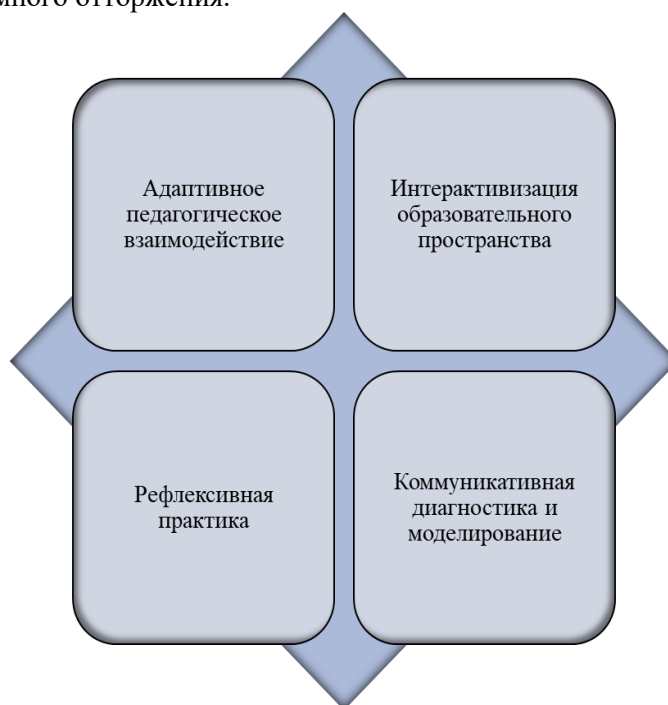 отторжения.
Адаптивное
педагогическое
взаимодействие
Интерактивизация
образовательного
пространства
Рефлексивная
практика
Коммуникативная
диагностика и
моделирование